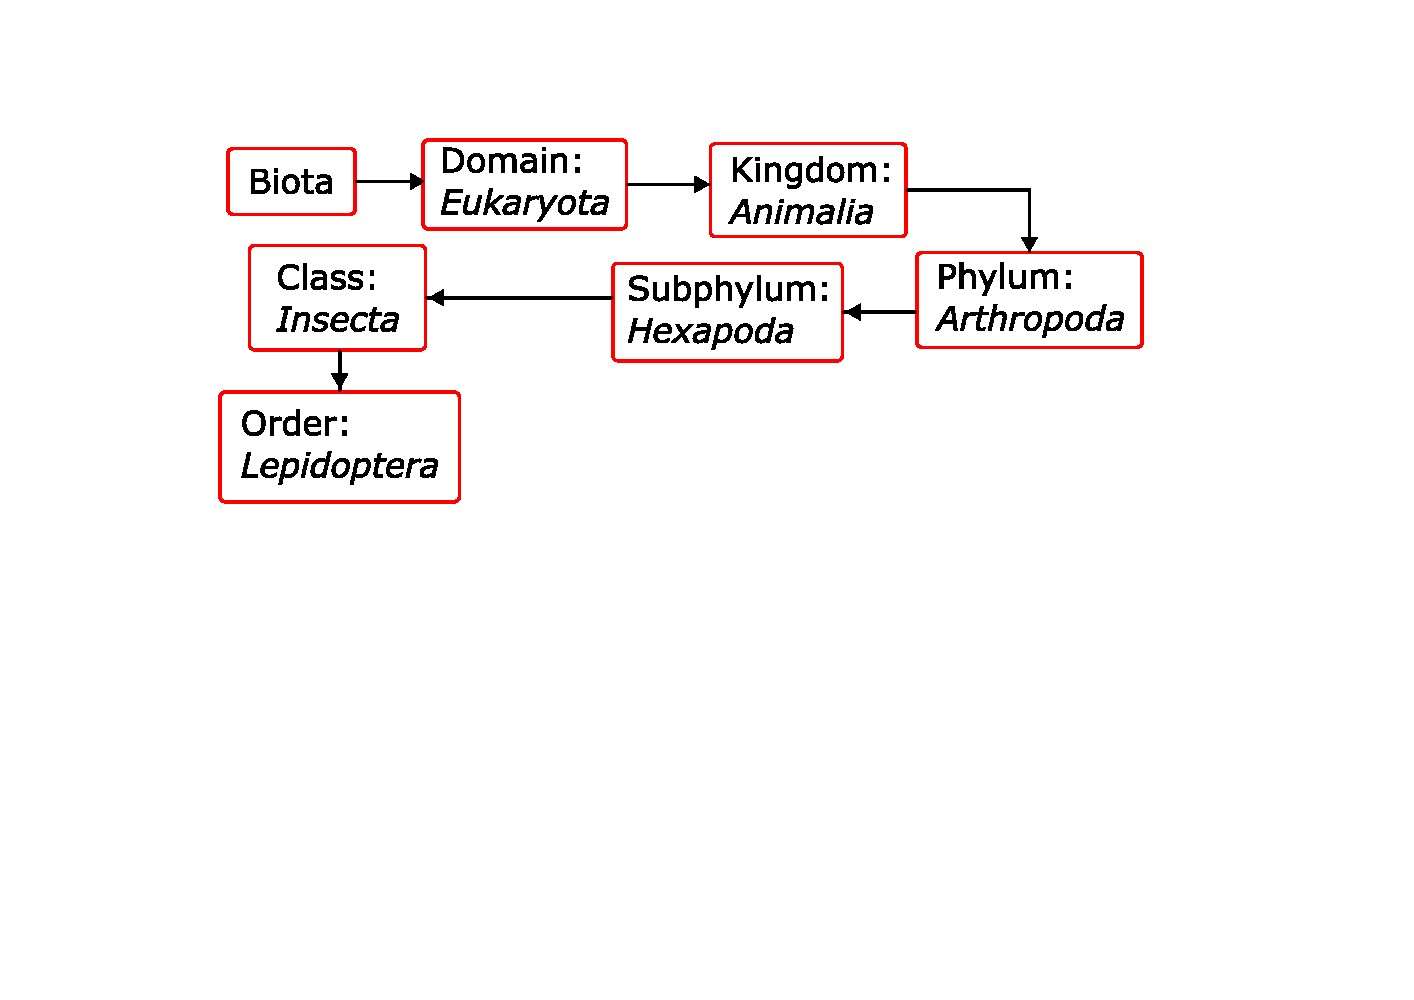 Biota
Domain:
Eukaryota
Kingdom:
Animalia
Phylum:
Arthropoda
Subphylum:
Hexapoda
Class:
Insecta
Order:
Lepidoptera